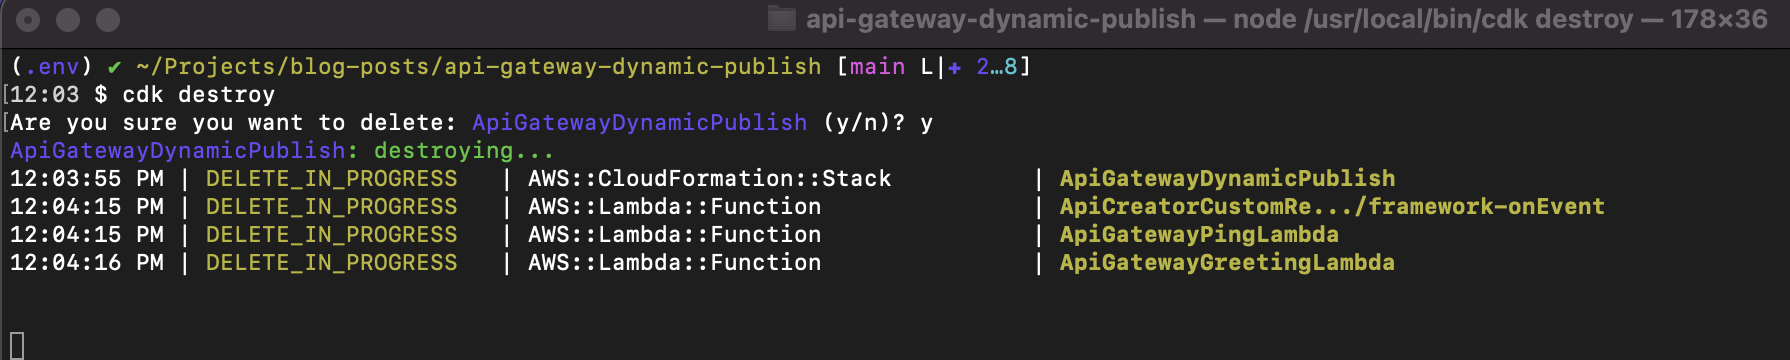 api-gateway-dynamic-publish — node /usr/local/bin/cdk destroy — 178×36
(.env) ✔ ~/Projects/blog-posts/api-gateway-dynamic-publish [main L|✚ 2…8]
[12:03 $ cdk destroy
[Are you sure you want to delete: ApiGatewayDynamicPublish (y/n)? y
ApiGatewayDynamicPublish: destroying...
12:03:55 PM | DELETE_IN_PROGRESS   | AWS::CloudFormation::Stack          | ApiGatewayDynamicPublish
12:04:15 PM | DELETE_IN_PROGRESS   | AWS::Lambda::Function               | ApiCreatorCustomRe.../framework-onEvent
12:04:15 PM | DELETE_IN_PROGRESS   | AWS::Lambda::Function               | ApiGatewayPingLambda
12:04:16 PM | DELETE_IN_PROGRESS   | AWS::Lambda::Function               | ApiGatewayGreetingLambda